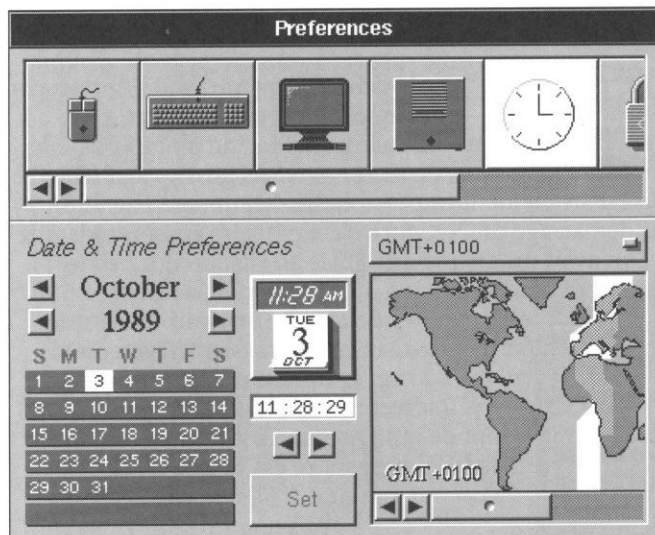 Preferences
Date & Time Preferences
October
1989
S M T W T F S
1 2 3 4 5 6 7
8 9 10 11 12 13 14
15 16 17 18 19 20 21
22 23 24 25 26 27 28
29 30 31
11:28 AM
TUE
3
OCT
11:28:29
Set
GMT+0100
GMT+0100